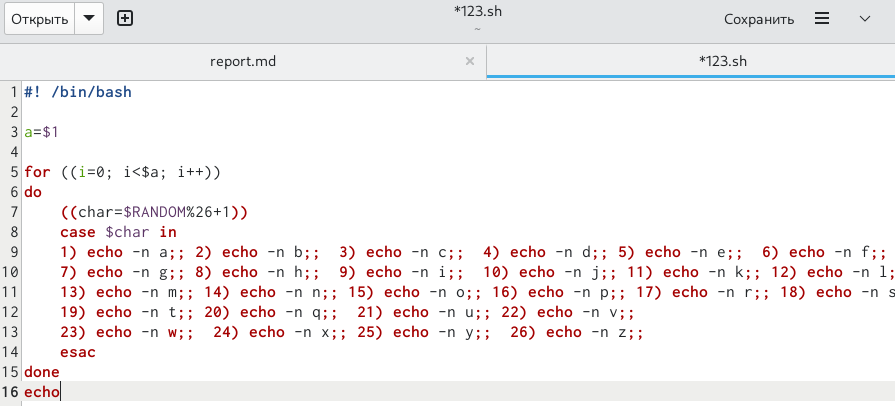 Открыть
*123.sh
~
Сохранить
report.md × *123.sh
1 #! /bin/bash
2
3 a=$1
4
5 for ((i=0; i<$a; i++))
6 do
7 ((char=$RANDOM%26+1))
8 case $char in
9 1) echo -n a;; 2) echo -n b;; 3) echo -n c;; 4) echo -n d;; 5) echo -n e;; 6) echo -n f;;
10 7) echo -n g;; 8) echo -n h;; 9) echo -n i;; 10) echo -n j;; 11) echo -n k;; 12) echo -n l;
11 13) echo -n m;; 14) echo -n n;; 15) echo -n o;; 16) echo -n p;; 17) echo -n r;; 18) echo -n s
12 19) echo -n t;; 20) echo -n q;; 21) echo -n u;; 22) echo -n v;;
13 23) echo -n w;; 24) echo -n x;; 25) echo -n y;; 26) echo -n z;;
14 esac
15 done
16 echo